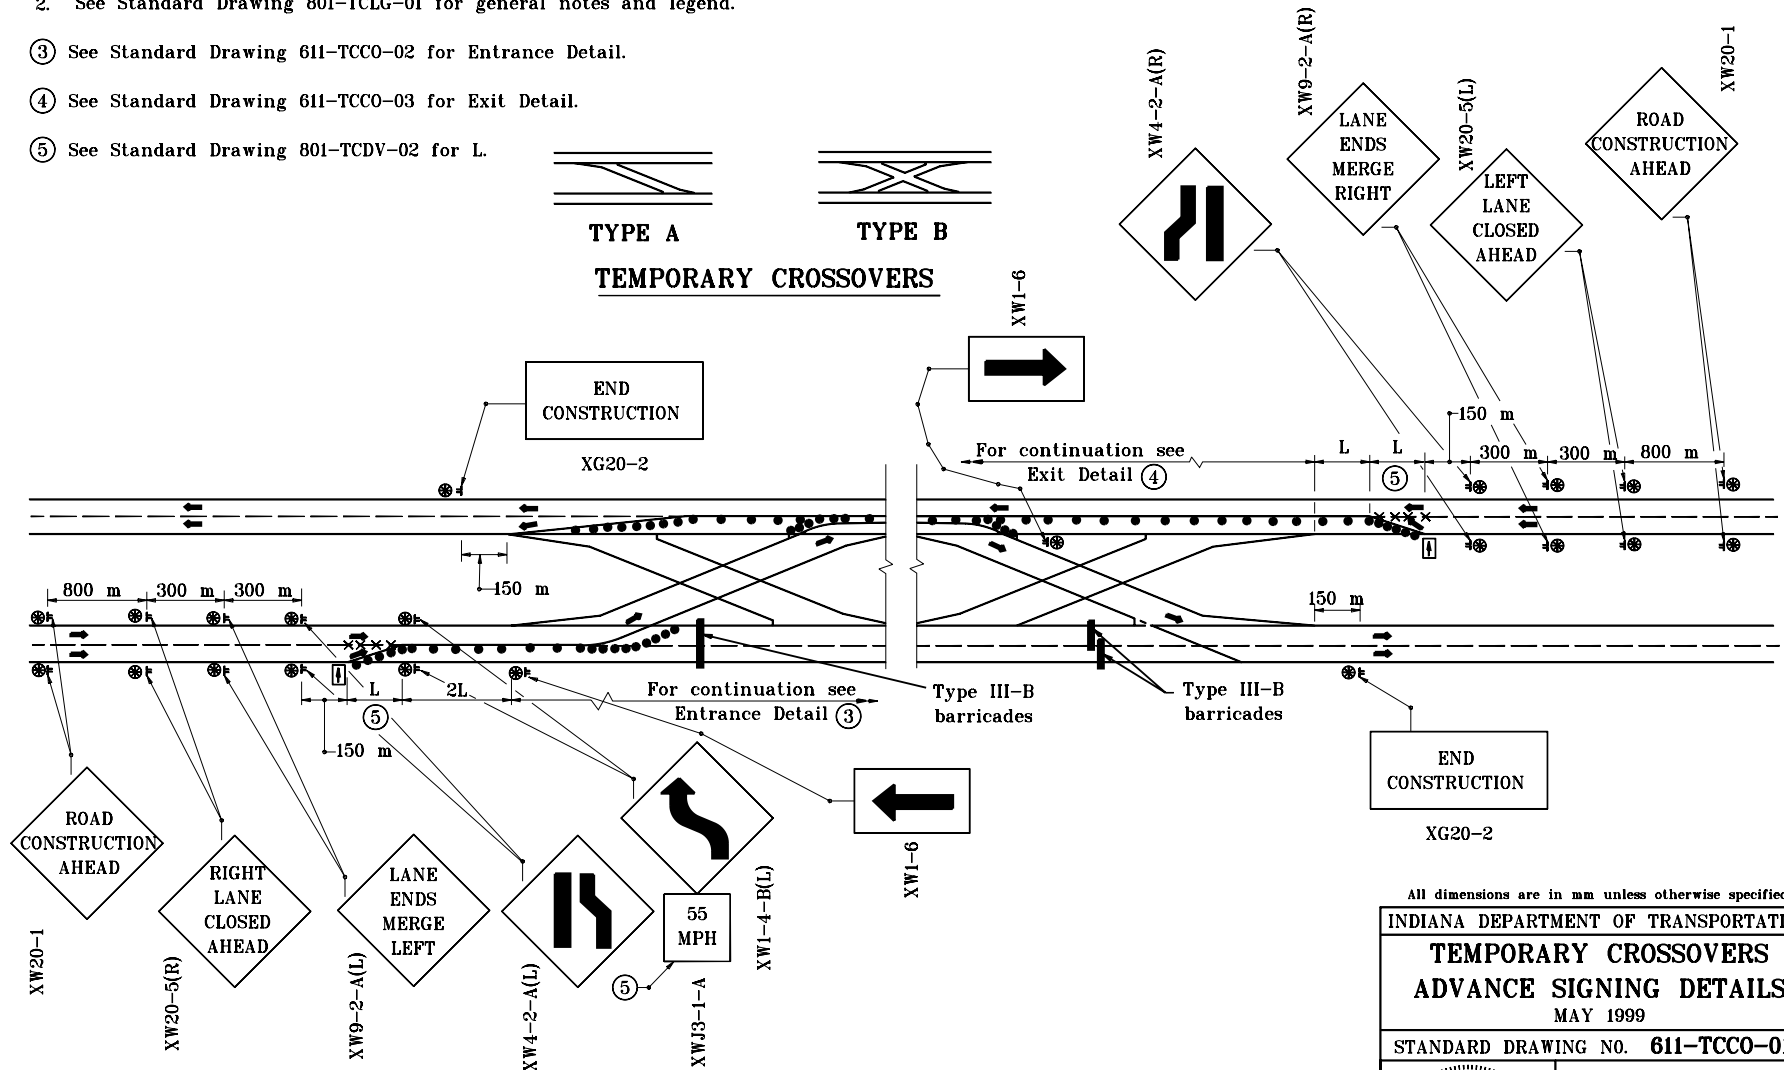 2. See Standard Drawing 801-TCLG-01 for general notes and legend.
3 See Standard Drawing 611-TCCO-02 for Entrance Detail.
4 See Standard Drawing 611-TCCO-03 for Exit Detail.
5 See Standard Drawing 801-TCDV-02 for L.
TYPE A
TYPE B
TEMPORARY CROSSOVERS
XW4-2-A(R)
XW9-2-A(R)
LANE
ENDS
MERGE
RIGHT
XW20-5(L)
LEFT
LANE
CLOSED
AHEAD
XW20-1
ROAD
CONSTRUCTION
AHEAD
XW1-6
END
CONSTRUCTION
XG20-2
For continuation see
Exit Detail 4
L
L
5
150 m
300 m
300 m
800 m
150 m
800 m
300 m
300 m
150 m
L
5
2L
150 m
For continuation see
Entrance Detail 3
Type III-B
barricades
Type III-B
barricades
END
CONSTRUCTION
XG20-2
ROAD
CONSTRUCTION
AHEAD
XW20-1
RIGHT
LANE
CLOSED
AHEAD
XW20-5(R)
LANE
ENDS
MERGE
LEFT
XW9-2-A(L)
XW4-2-A(L)
55
MPH
5
XWJ3-1-A
XW1-4-B(L)
XW1-6
All dimensions are in mm unless otherwise specified
INDIANA DEPARTMENT OF
TEMPORARY CROSSOVERS
ADVANCE SIGNING DETAILS
MAY 1999
STANDARD DRAWING NO. 611-TCCO-01